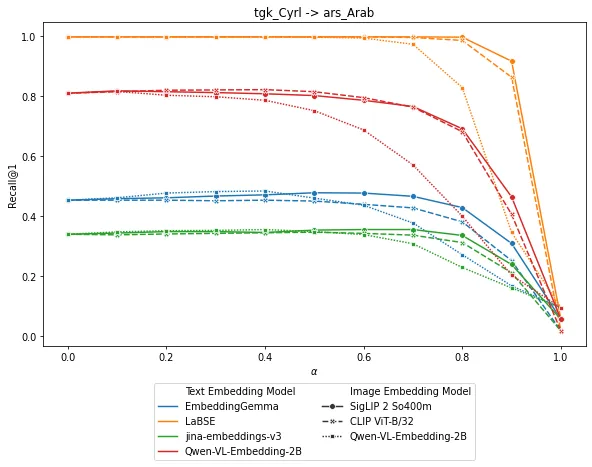 tgk_Cyrl -> ars_Arab
Recall@1
1.0
0.8
0.6
0.4
0.2
0.0
0.0 0.2 0.4 0.6 0.8 1.0
α
Text Embedding Model
EmbeddingGemma
LaBSE
jina-embeddings-v3
Qwen-VL-Embedding-2B
Image Embedding Model
SigLIP 2 So400m
CLIP ViT-B/32
Qwen-VL-Embedding-2B